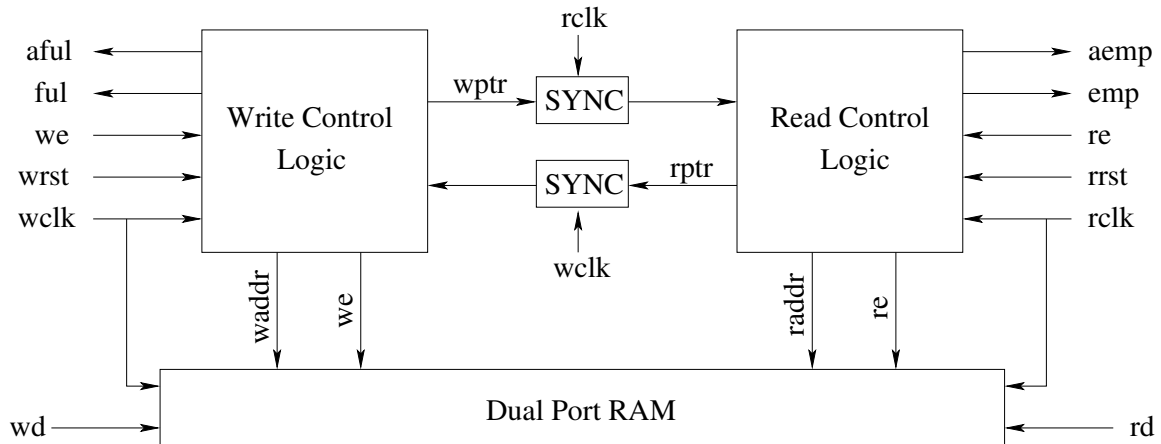 rclk
aful
aemp
ful
wptr
SYNC
emp
Write Control
Logic
Read Control
Logic
we
re
wrst
SYNC
rptr
rrst
wclk
rclk
wclk
waddr
we
raddr
re
Dual Port RAM
wd
rd